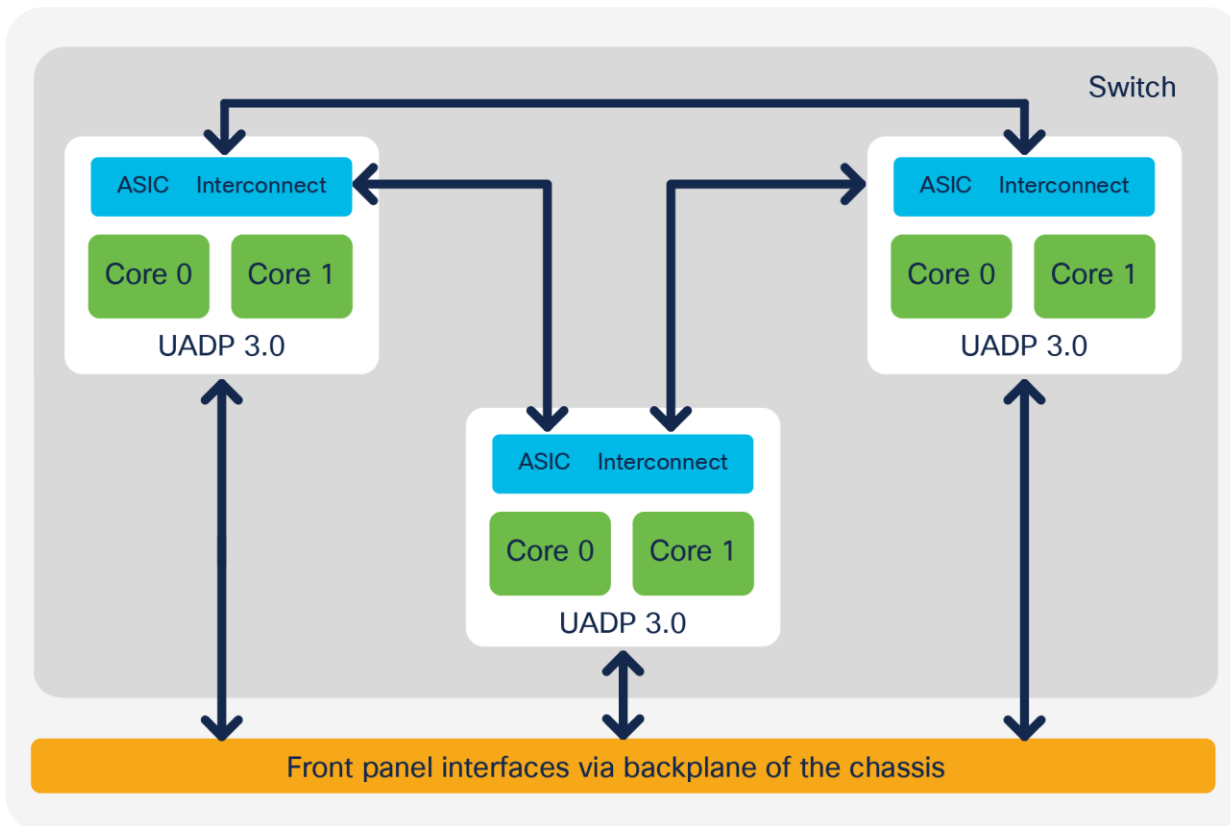 Switch
ASIC Interconnect
Core 0
Core 1
UADP 3.0
ASIC Interconnect
Core 0
Core 1
UADP 3.0
ASIC Interconnect
Core 0
Core 1
UADP 3.0
Front panel interfaces via backplane of the chassis